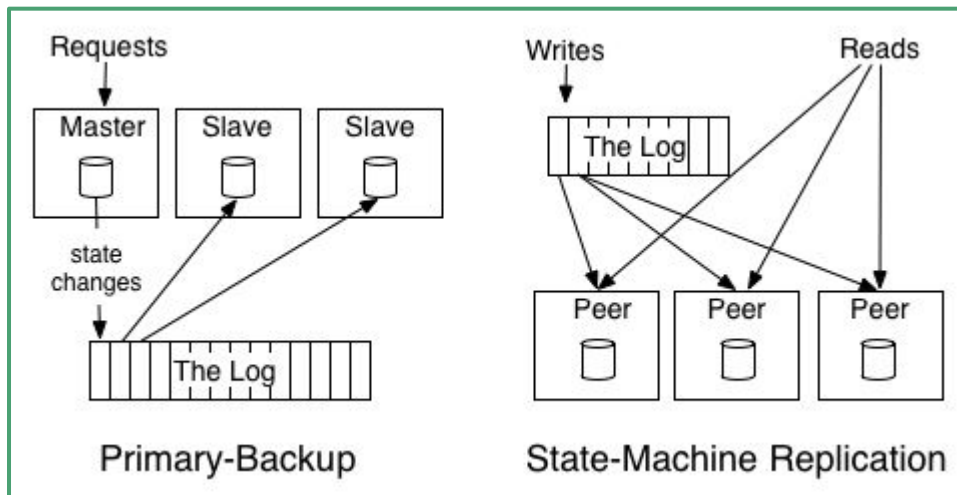 Requests
Master
Slave
Slave
state
changes
The Log
Primary-Backup
Writes
Reads
The Log
Peer
Peer
Peer
State-Machine Replication